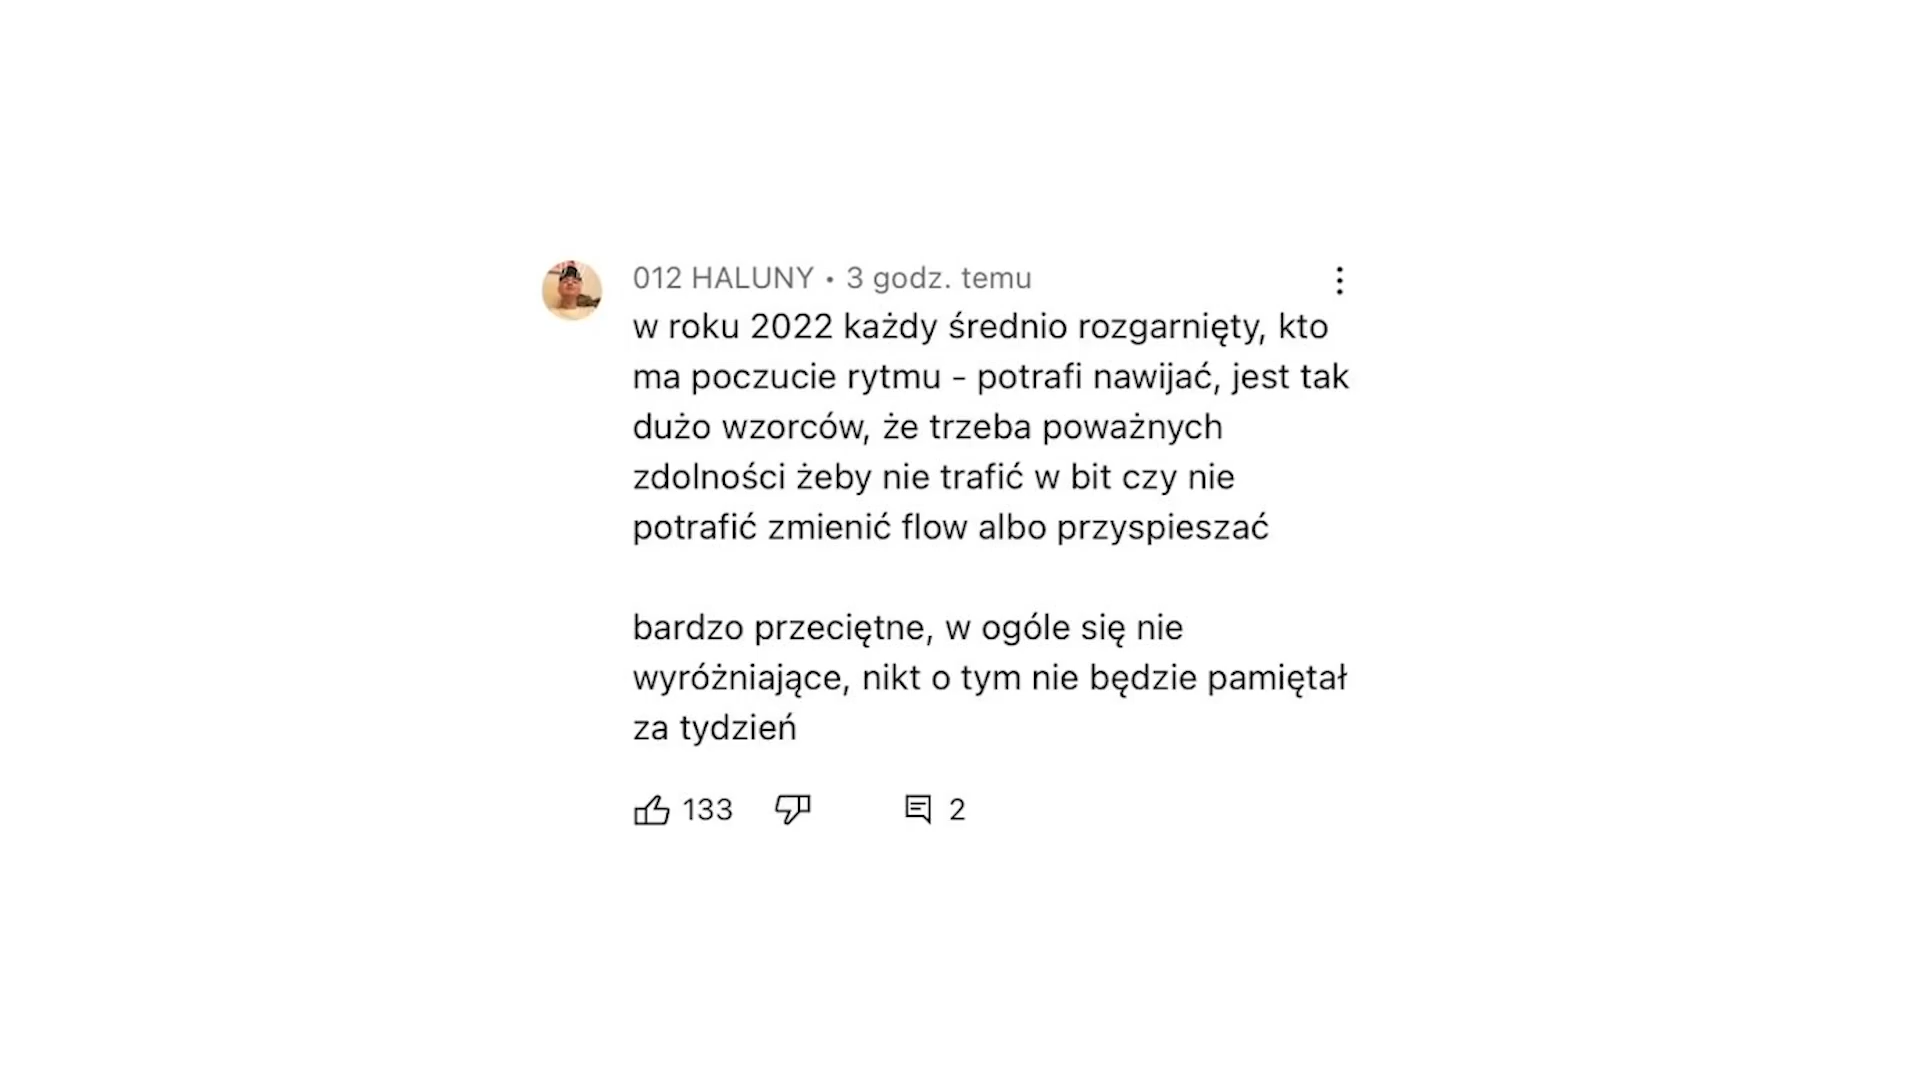 012 HALUNY • 3 godz. temu
w roku 2022 każdy średnio rozgarnięty, kto
ma poczucie rytmu - potrafi nawijać, jest tak
dużo wzorców, że trzeba poważnych
zdolności żeby nie trafić w bit czy nie
potrafić zmienić flow albo przyspieszać
bardzo przeciętne, w ogóle się nie
wyróżniające, nikt o tym nie będzie pamiętał
za tydzień
133 2